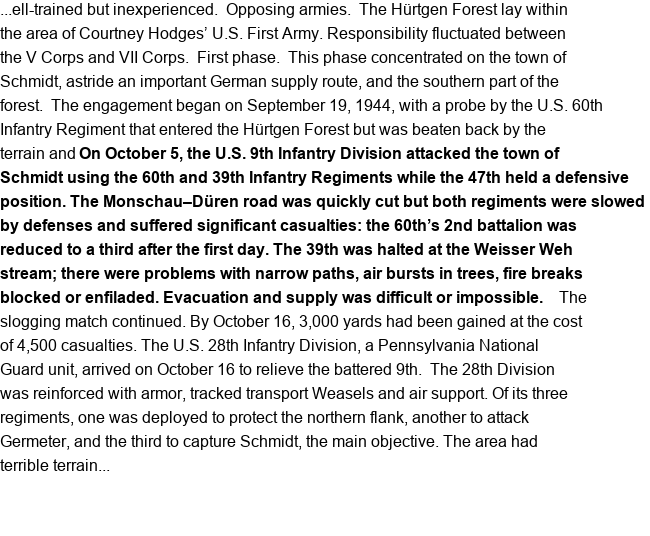 ...ell-trained but inexperienced.  Opposing armies.  The Hürtgen Forest lay within
the area of Courtney Hodges’ U.S. First Army. Responsibility fluctuated between
the V Corps and VII Corps.  First phase.  This phase concentrated on the town of
Schmidt, astride an important German supply route, and the southern part of the
forest.  The engagement began on September 19, 1944, with a probe by the U.S. 60th
Infantry Regiment that entered the Hürtgen Forest but was beaten back by the
terrain and On October 5, the U.S. 9th Infantry Division attacked the town of
Schmidt using the 60th and 39th Infantry Regiments while the 47th held a defensive
position. The Monschau–Düren road was quickly cut but both regiments were slowed
by defenses and suffered significant casualties: the 60th’s 2nd battalion was
reduced to a third after the first day. The 39th was halted at the Weisser Weh
stream; there were problems with narrow paths, air bursts in trees, fire breaks
blocked or enfiladed. Evacuation and supply was difficult or impossible.    The
slogging match continued. By October 16, 3,000 yards had been gained at the cost
of 4,500 casualties. The U.S. 28th Infantry Division, a Pennsylvania National
Guard unit, arrived on October 16 to relieve the battered 9th.  The 28th Division
was reinforced with armor, tracked transport Weasels and air support. Of its three
regiments, one was deployed to protect the northern flank, another to attack
Germeter, and the third to capture Schmidt, the main objective. The area had
terrible terrain...